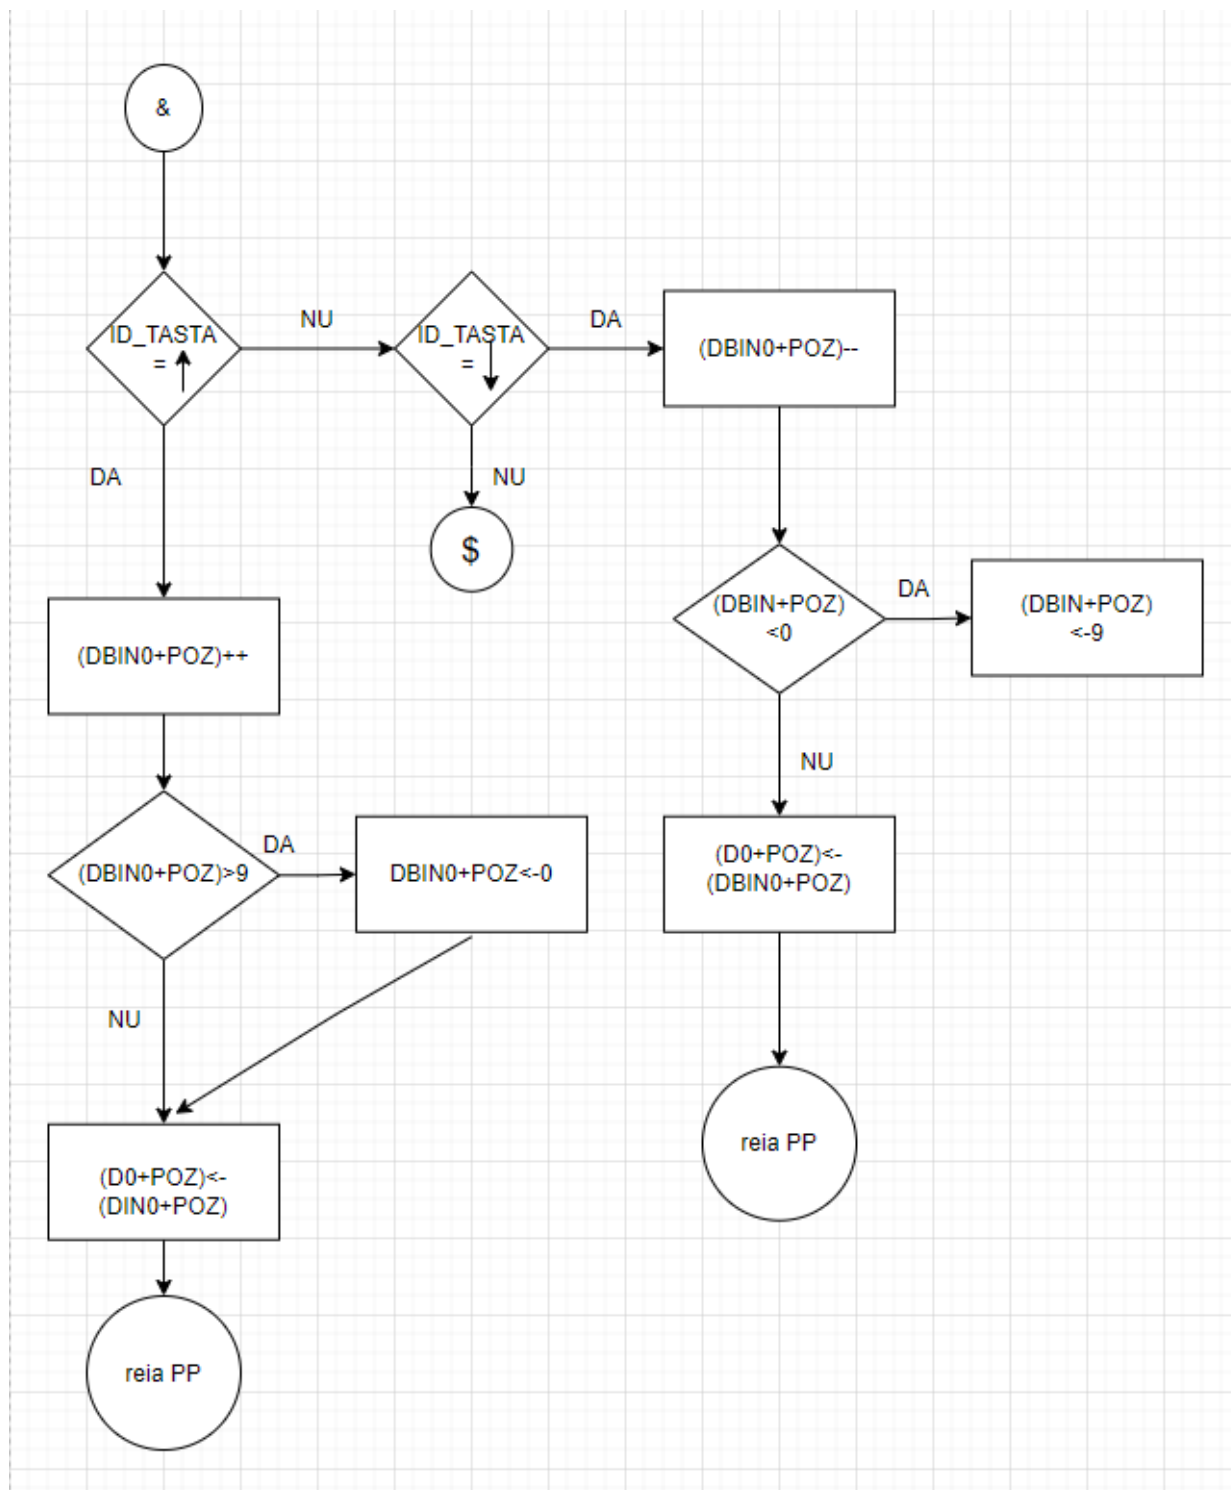 &
ID_TASTA
= ↑
NU
ID_TASTA
= ↓
DA
(DBIN0+POZ)--
DA
NU
$
(DBIN0+POZ)++
(DBIN+POZ)
<0
DA
(DBIN+POZ)
<-9
NU
(DBIN0+POZ)>9
DA
DBIN0+POZ<-0
(D0+POZ)<-
(DBIN0+POZ)
NU
(D0+POZ)<-
(DIN0+POZ)
reia PP
reia PP